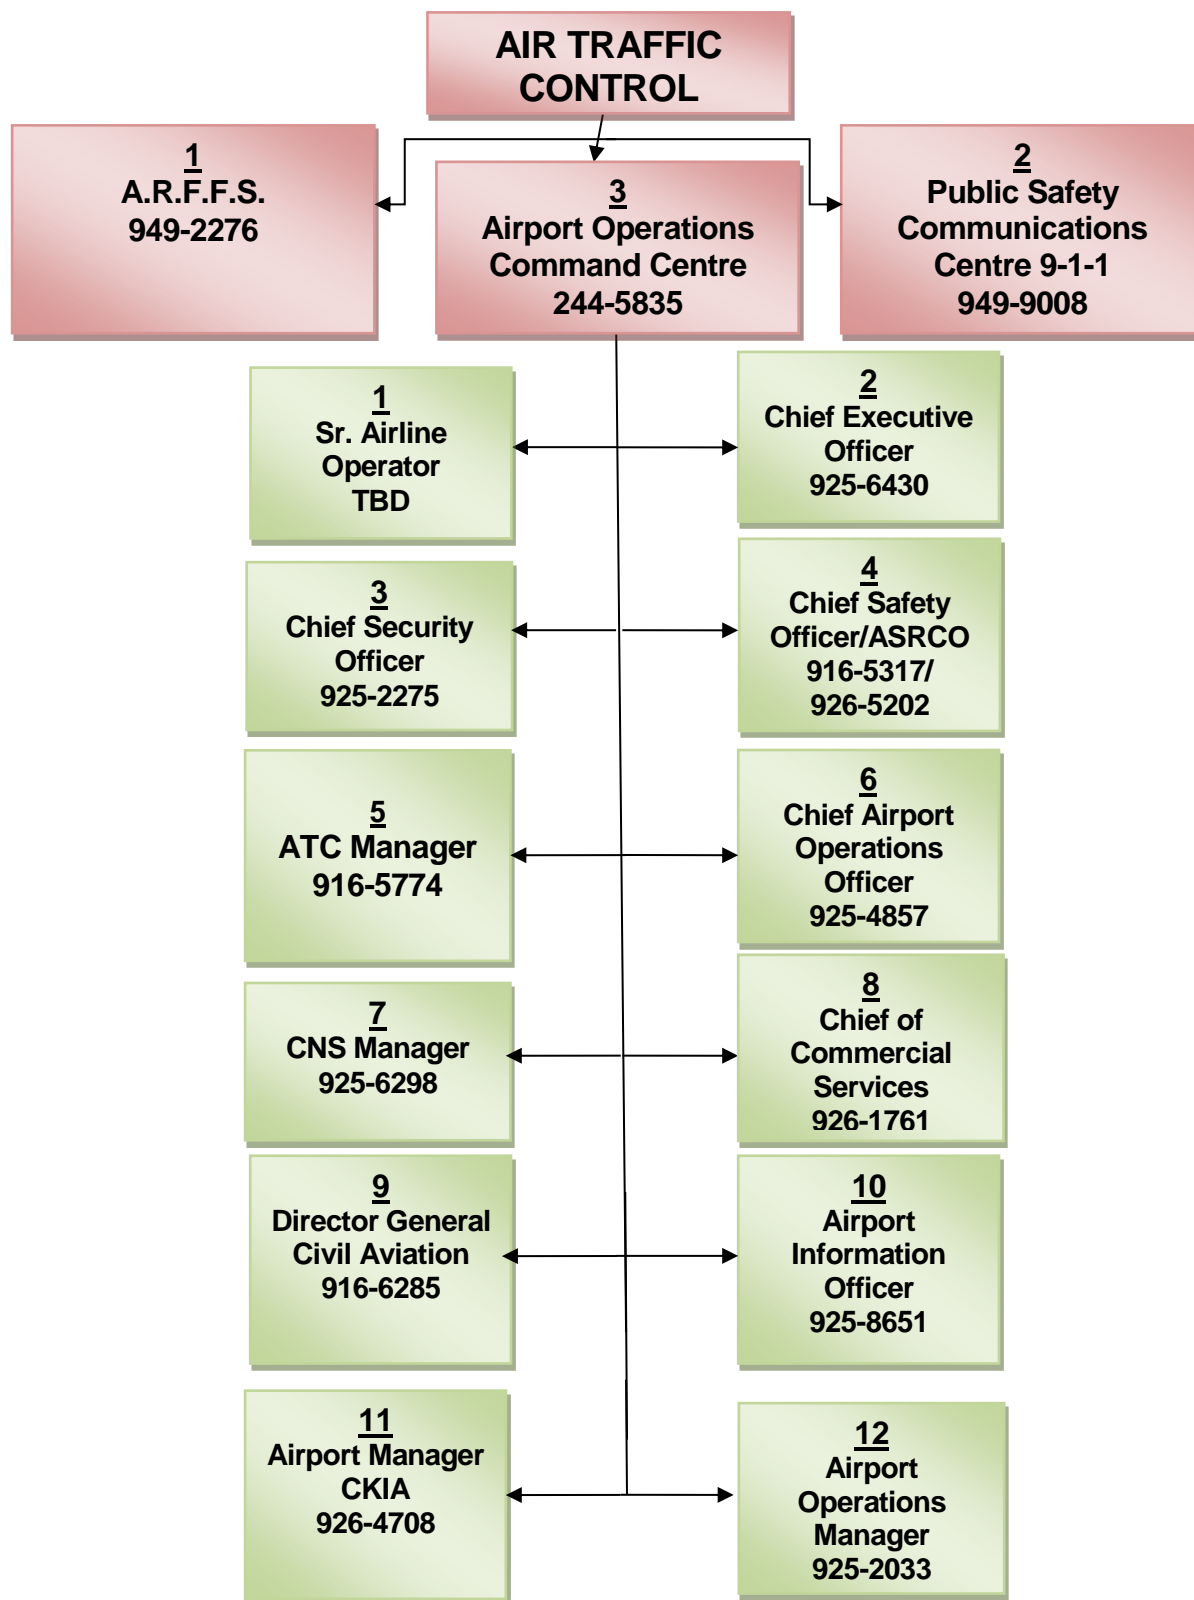 AIR TRAFFIC
CONTROL
1
A.R.F.F.S.
949-2276
3
Airport Operations
Command Centre
244-5835
2
Public Safety
Communications
Centre 9-1-1
949-9008
1
Sr. Airline
Operator
TBD
2
Chief Executive
Officer
925-6430
3
Chief Security
Officer
925-2275
4
Chief Safety
Officer/ASRCO
916-5317/
926-5202
5
ATC Manager
916-5774
6
Chief Airport
Operations
Officer
925-4857
7
CNS Manager
925-6298
8
Chief of
Commercial
Services
926-1761
9
Director General
Civil Aviation
916-6285
10
Airport
Information
Officer
925-8651
11
Airport Manager
CKIA
926-4708
12
Airport
Operations
Manager
925-2033